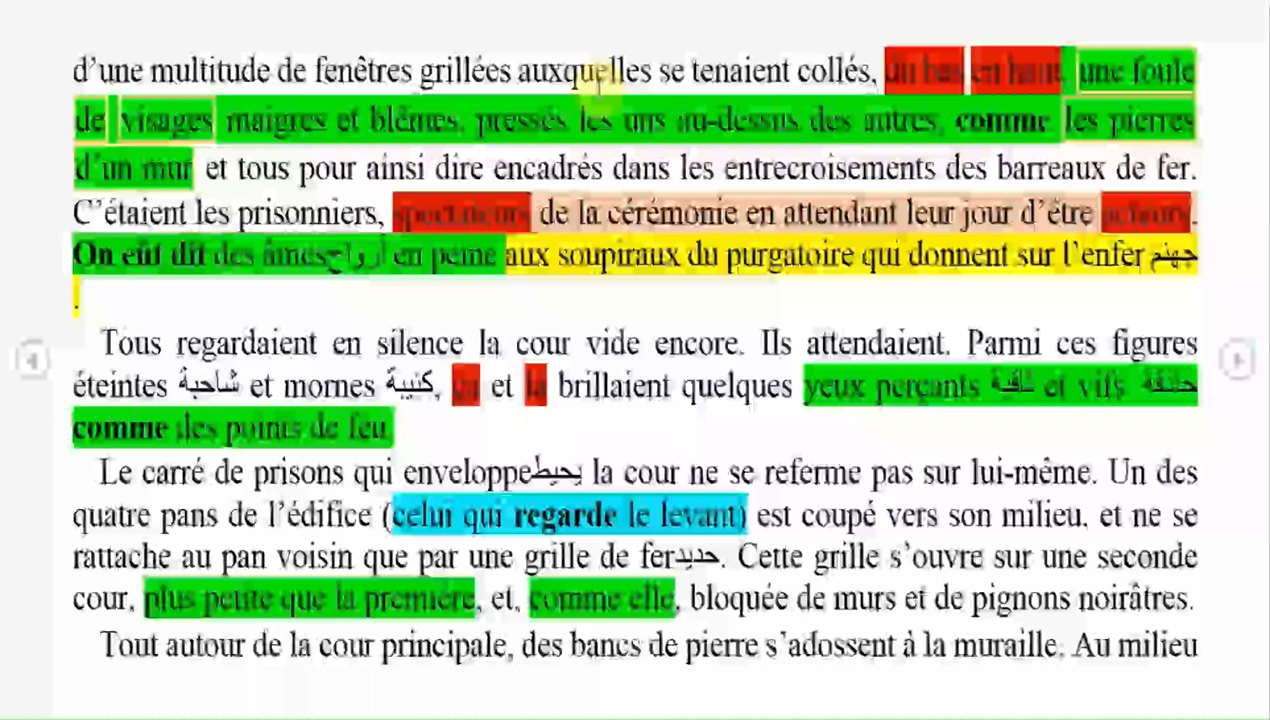 d’une multitude de fenêtres grillées auxquelles se tenaient collés, du bas en haut, une foule
de visages maigres et blêmes, pressés les uns au-dessus des autres, comme les pierres
d’un mur et tous pour ainsi dire encadrés dans les entrecroisements des barreaux de fer.
C’étaient les prisonniers, spectateurs de la cérémonie en attendant leur jour d’être acteurs.
On eût dit des âmes أرواح en peine aux soupiraux du purgatoire qui donnent sur l’enfer جهنم
.
Tous regardaient en silence la cour vide encore. Ils attendaient. Parmi ces figures
éteintes شاحبة et mornes كئيبة, çà et là brillaient quelques yeux perçants ثاقبة et vifs
comme des points de feu.
Le carré de prisons qui enveloppe يحيط la cour ne se referme pas sur lui-même. Un des
quatre pans de l’édifice (celui qui regarde le levant) est coupé vers son milieu, et ne se
rattache au pan voisin que par une grille de fer حديد. Cette grille s’ouvre sur une seconde
cour, plus petite que la première, et, comme elle, bloquée de murs et de pignons noirâtres.
Tout autour de la cour principale, des bancs de pierre s’adossent à la muraille. Au milieu